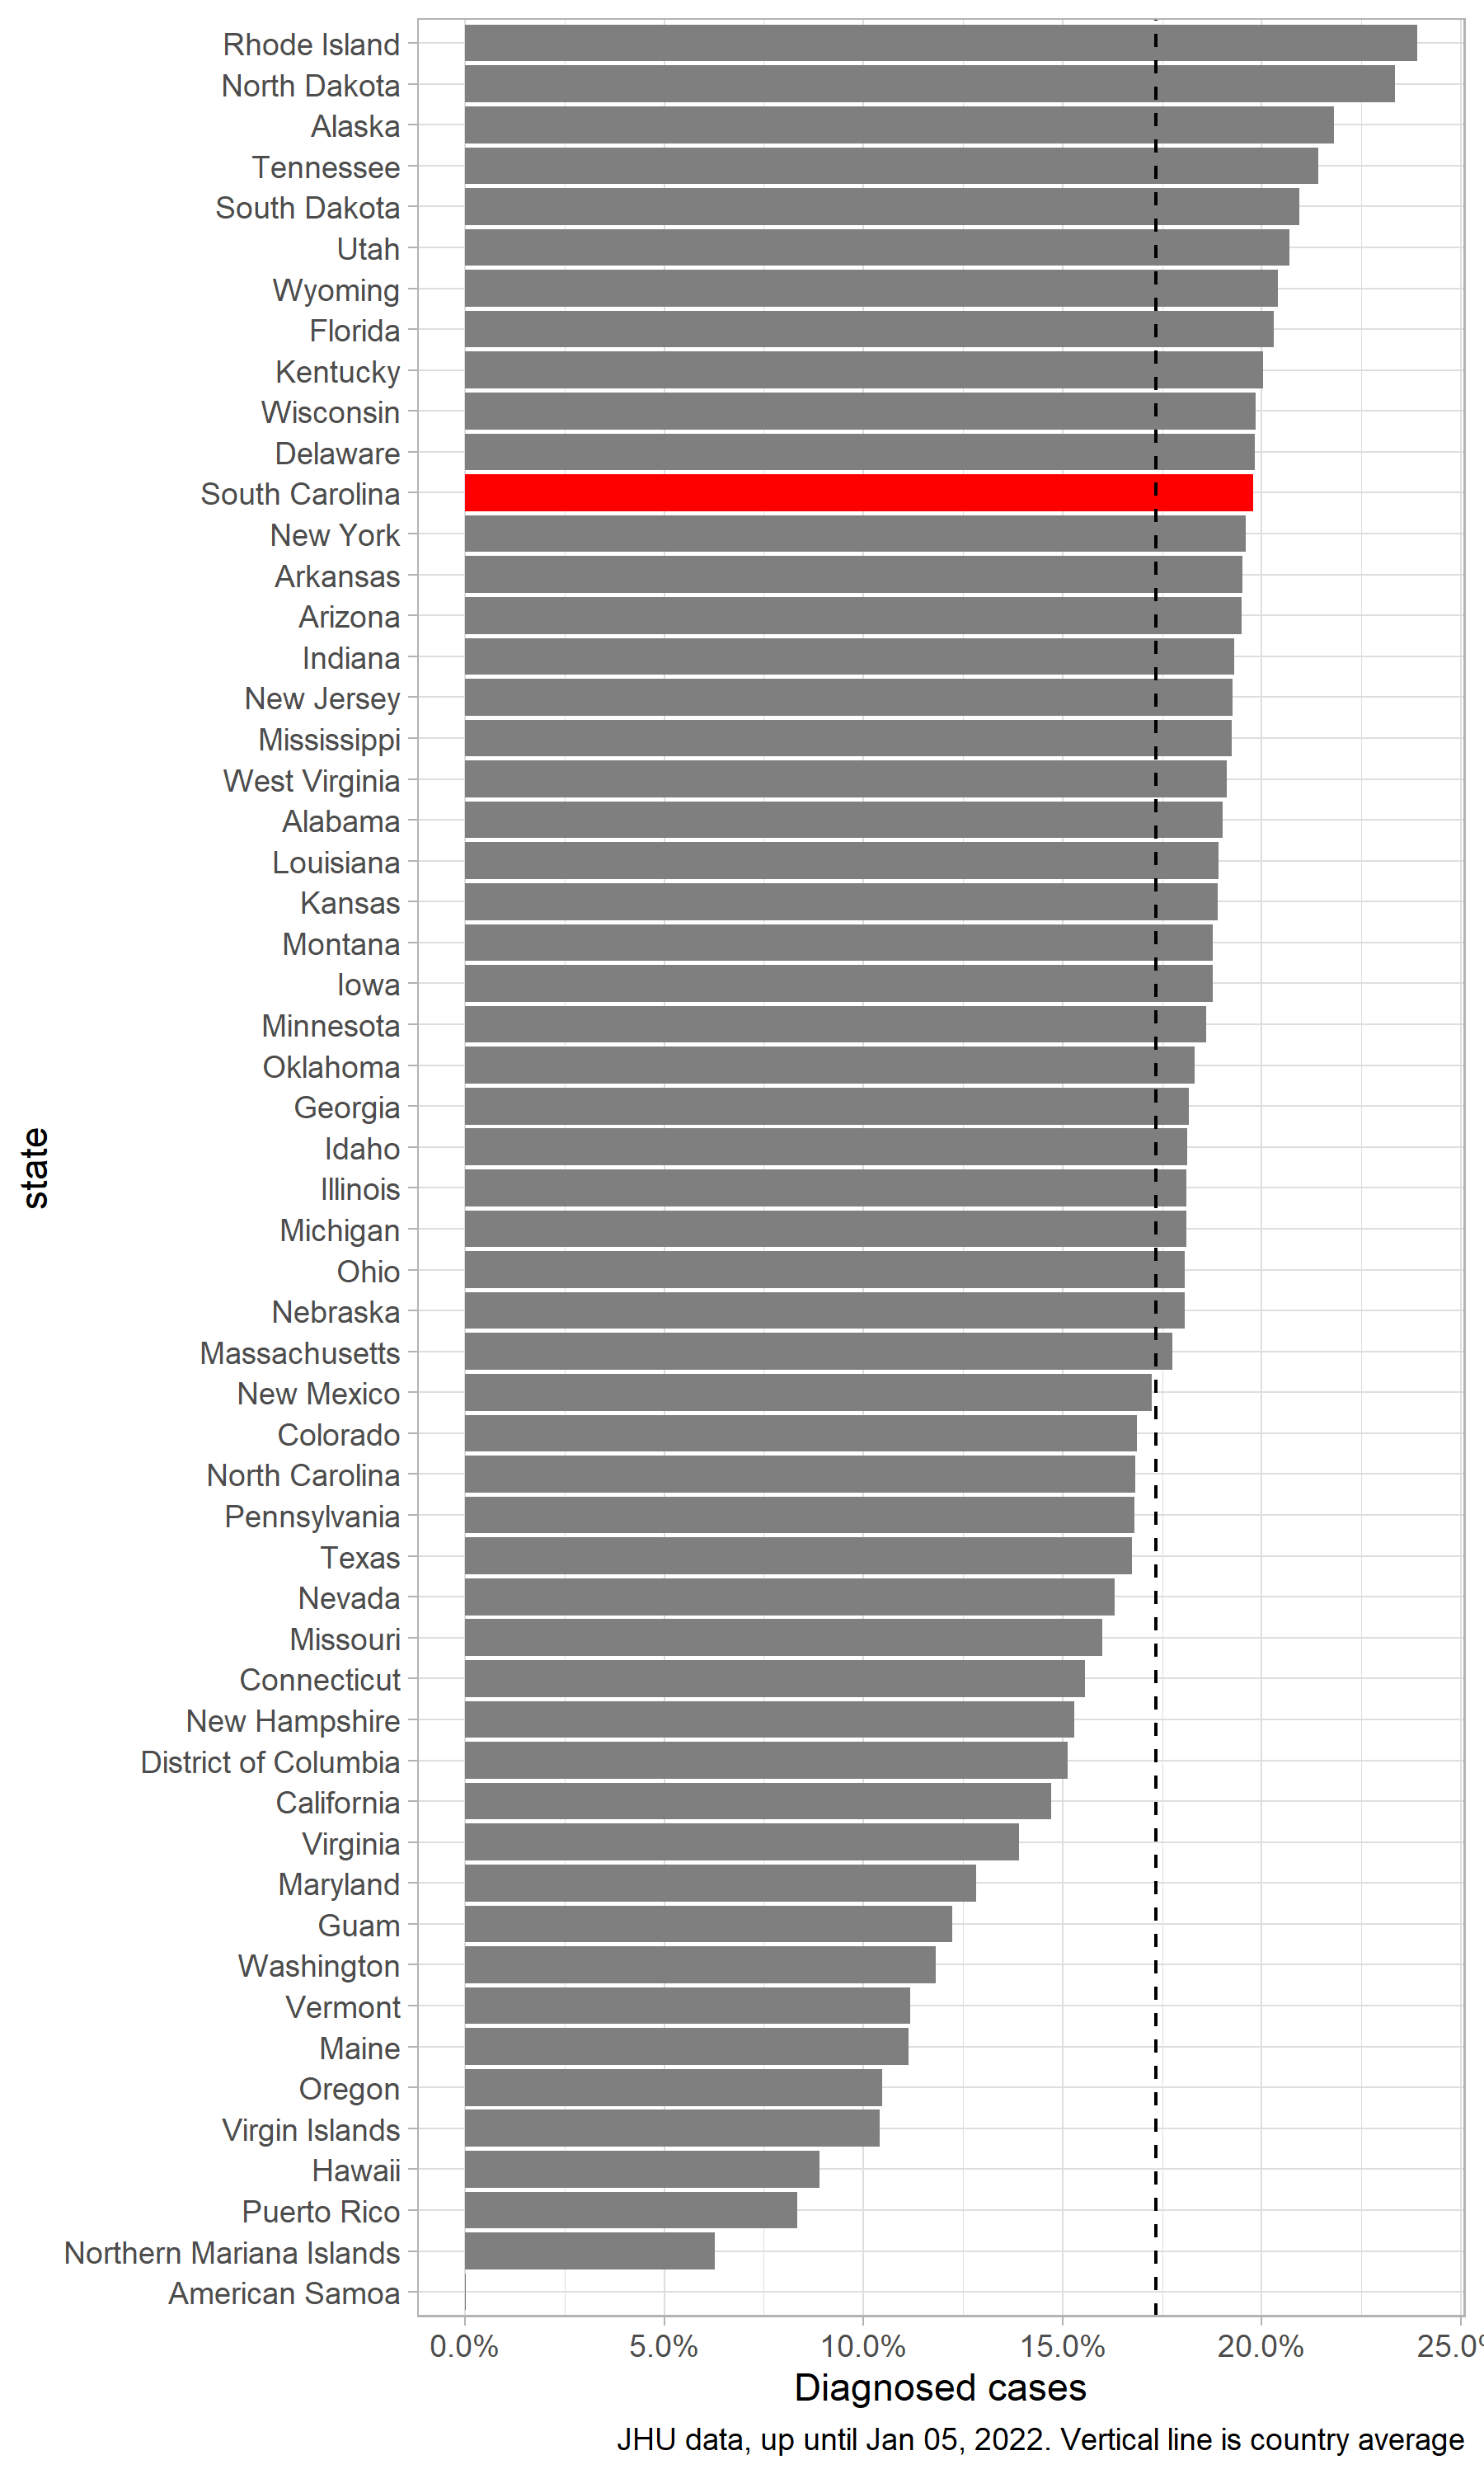 Rhode Island
North Dakota
Alaska
Tennessee
South Dakota
Utah
Wyoming
Florida
Kentucky
Wisconsin
Delaware
South Carolina
New York
Arkansas
Arizona
Indiana
New Jersey
Mississippi
West Virginia
Alabama
Louisiana
Kansas
Montana
Iowa
Minnesota
Oklahoma
Georgia
Idaho
Illinois
Michigan
Ohio
Nebraska
Massachusetts
New Mexico
Colorado
North Carolina
Pennsylvania
Texas
Nevada
Missouri
Connecticut
New Hampshire
District of Columbia
California
Virginia
Maryland
Guam
Washington
Vermont
Maine
Oregon
Virgin Islands
Hawaii
Puerto Rico
Northern Mariana Islands
American Samoa
state
0.0% 5.0% 10.0% 15.0% 20.0% 25.0%
Diagnosed cases
JHU data, up until Jan 05, 2022. Vertical line is country average